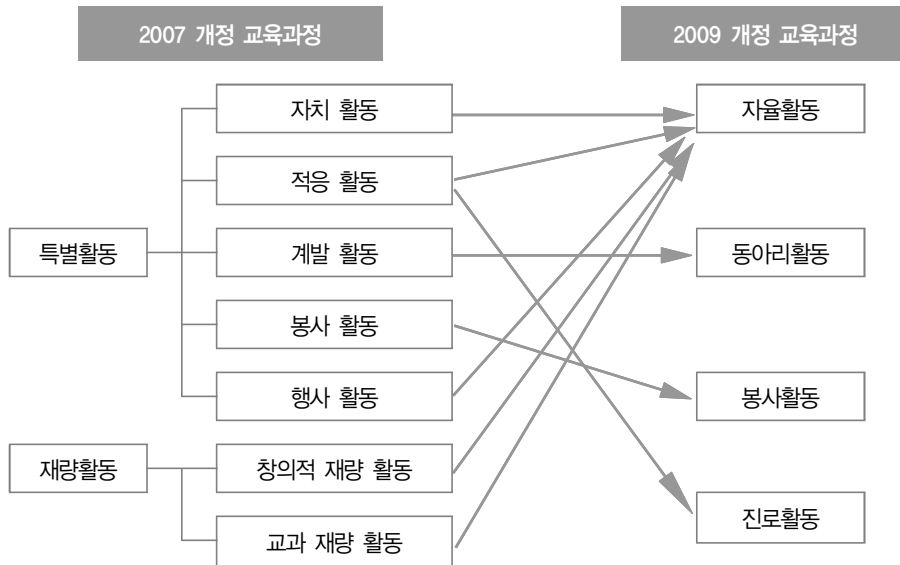 2007 개정 교육과정
2009 개정 교육과정
자치 활동
자율활동
적응 활동
특별활동
계발 활동
동아리활동
봉사 활동
행사 활동
봉사활동
재량활동
창의적 재량 활동
진로활동
교과 재량 활동